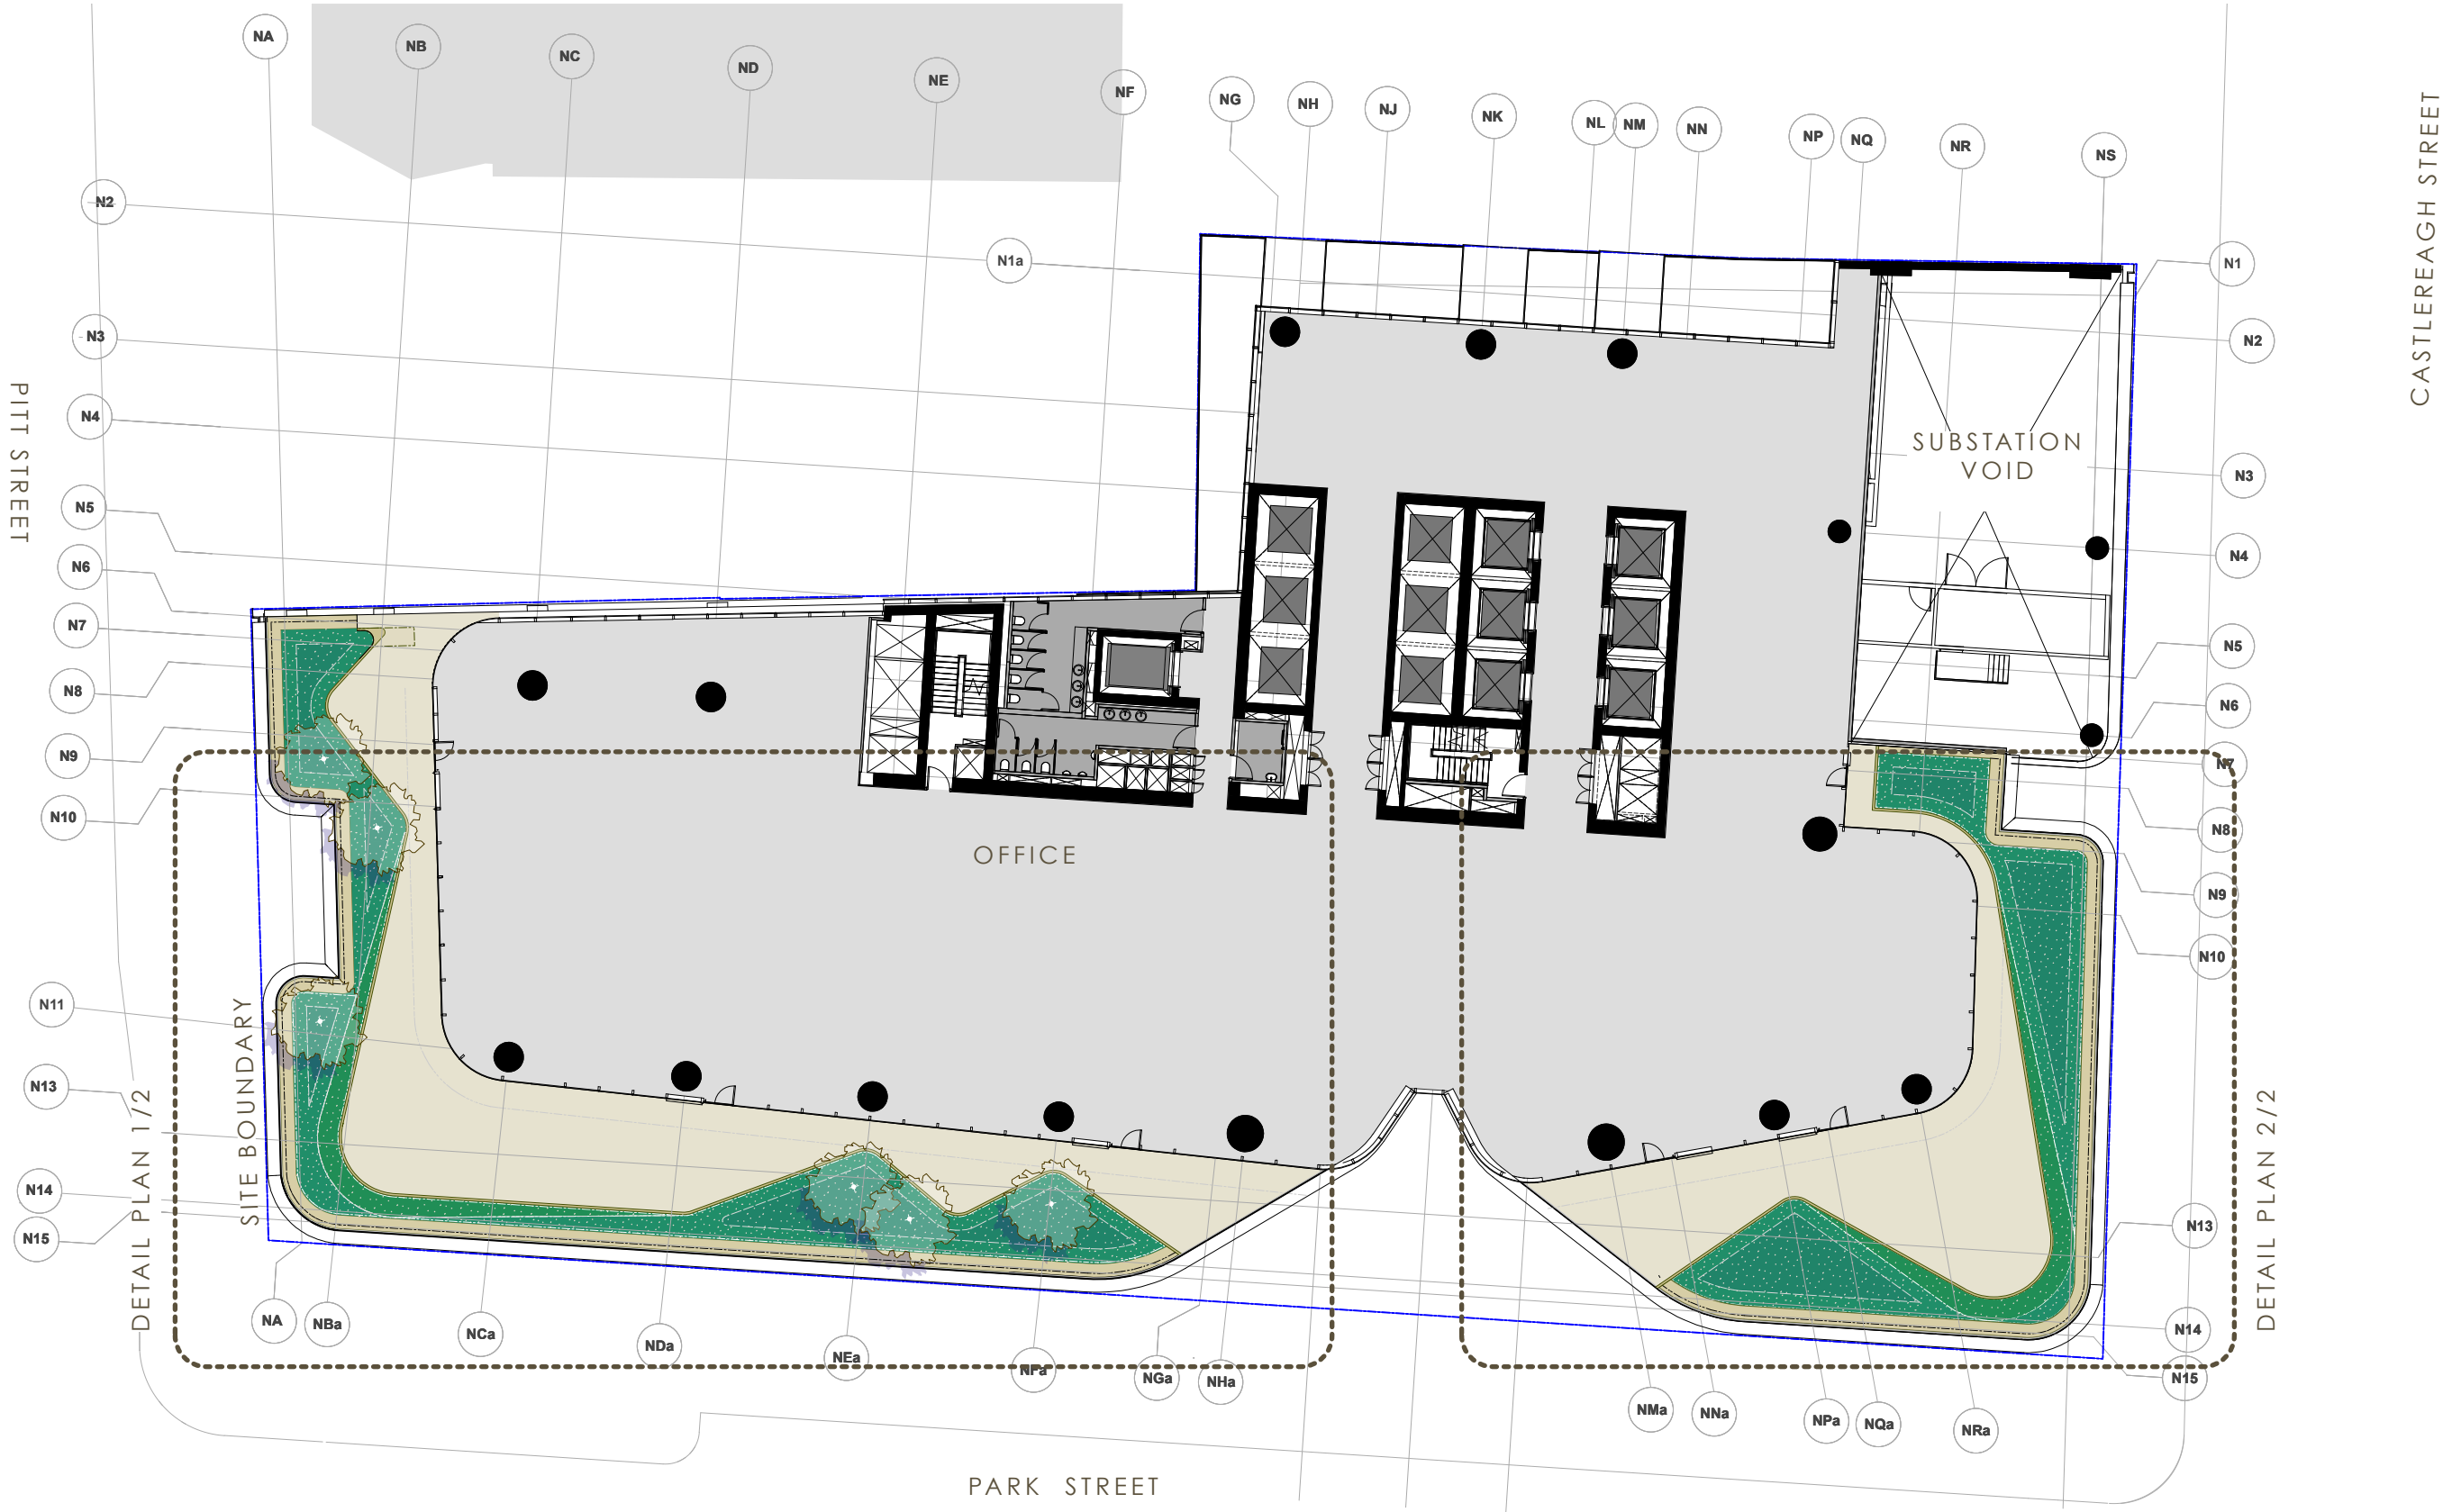 NA
NB
NC
ND
NE
NF
NG
NH
NJ
NK
NL
NM
NN
NP
NQ
NR
NS
CASTLEREAGH STREET
N2
N1a
N1
N3
N2
PITT STREET
N4
SUBSTATION
VOID
N3
N5
N4
N6
N7
N5
N8
N6
N9
N7
N10
N8
OFFICE
N9
N10
N11
SITE BOUNDARY
N13
DETAIL PLAN 1/2
DETAIL PLAN 2/2
N14
N13
N15
NA
NBa
NCa
NDa
NEa
NFa
NGa
NHa
N14
N15
NMa
NNa
NPa
NQa
NRa
PARK STREET